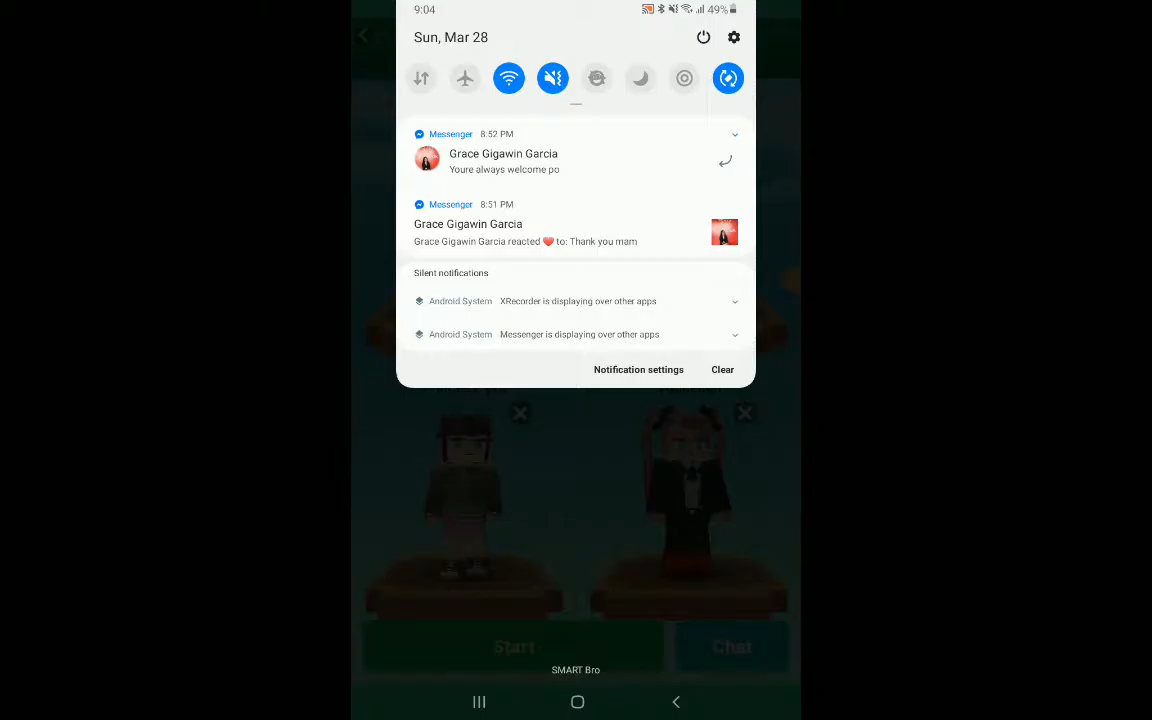 9:04
49%
Sun, Mar 28
Messenger 8:52 PM
Grace Gigawin Garcia
Youre always welcome po
Messenger 8:51 PM
Grace Gigawin Garcia
Grace Gigawin Garcia reacted ❤️ to: Thank you mam
Silent notifications
Android System XRecorder is displaying over other apps
Android System Messenger is displaying over other apps
Notification settings Clear
Start Chat
SMART Bro